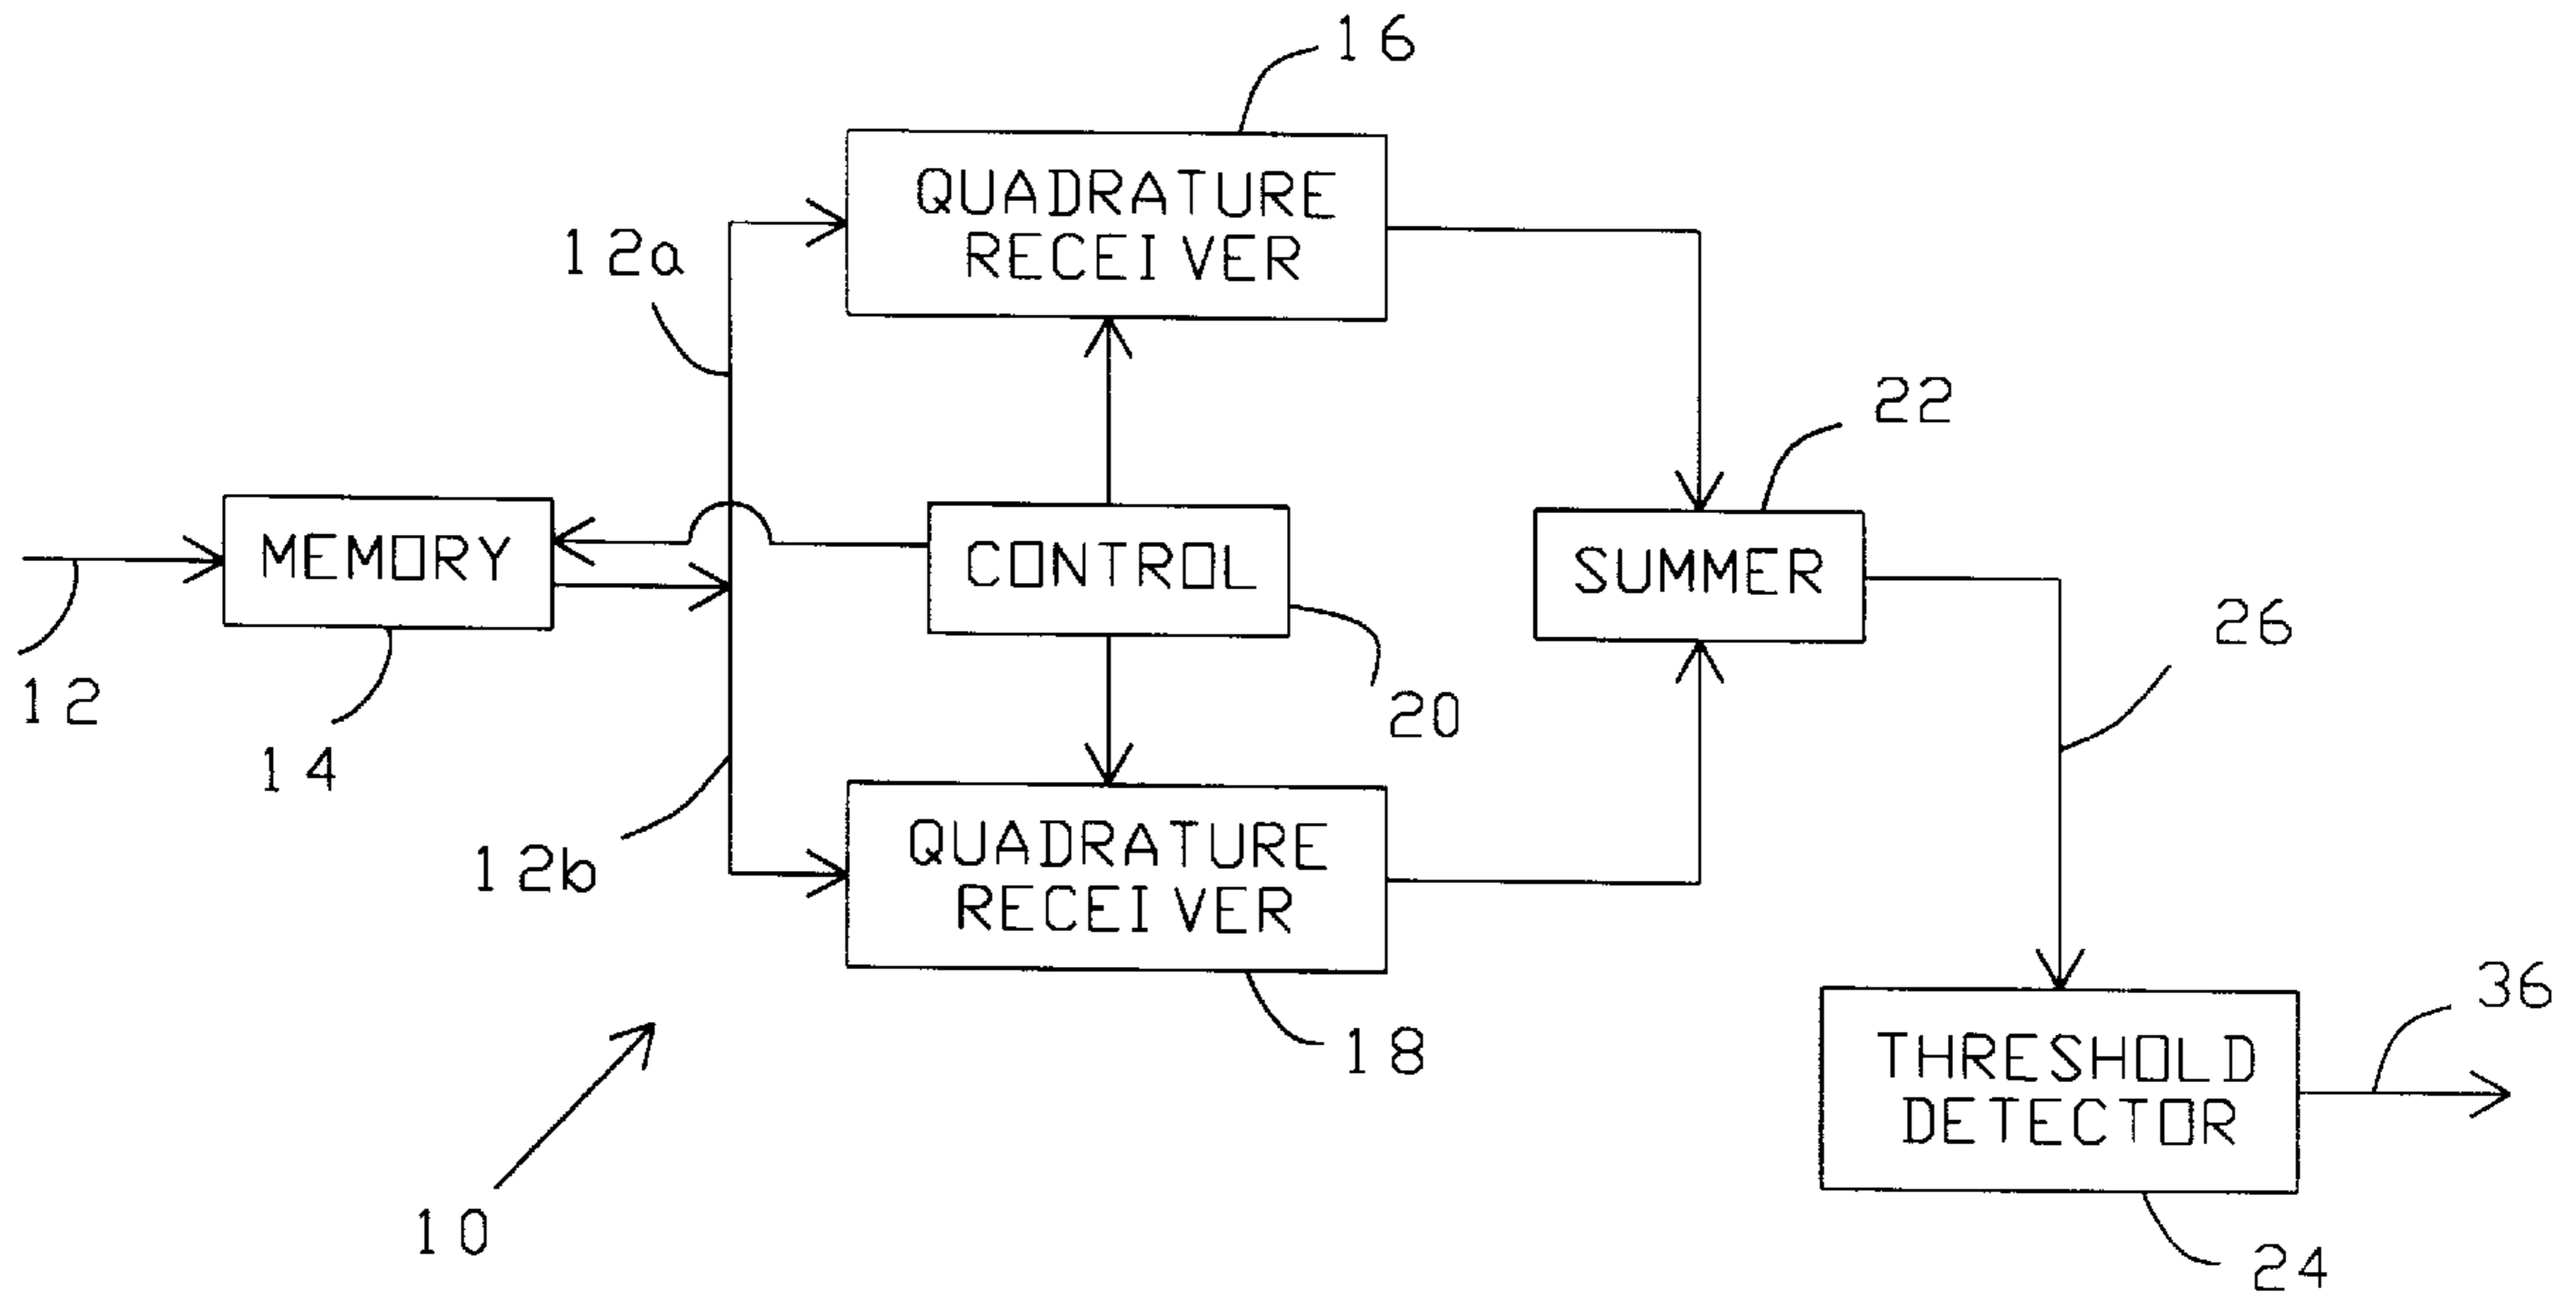 16
QUADRATURE
RECEIVER
12a
22
MEMORY
CONTROL
SUMMER
26
12
20
14
QUADRATURE
RECEIVER
12b
36
18
THRESHOLD
DETECTOR
10
24